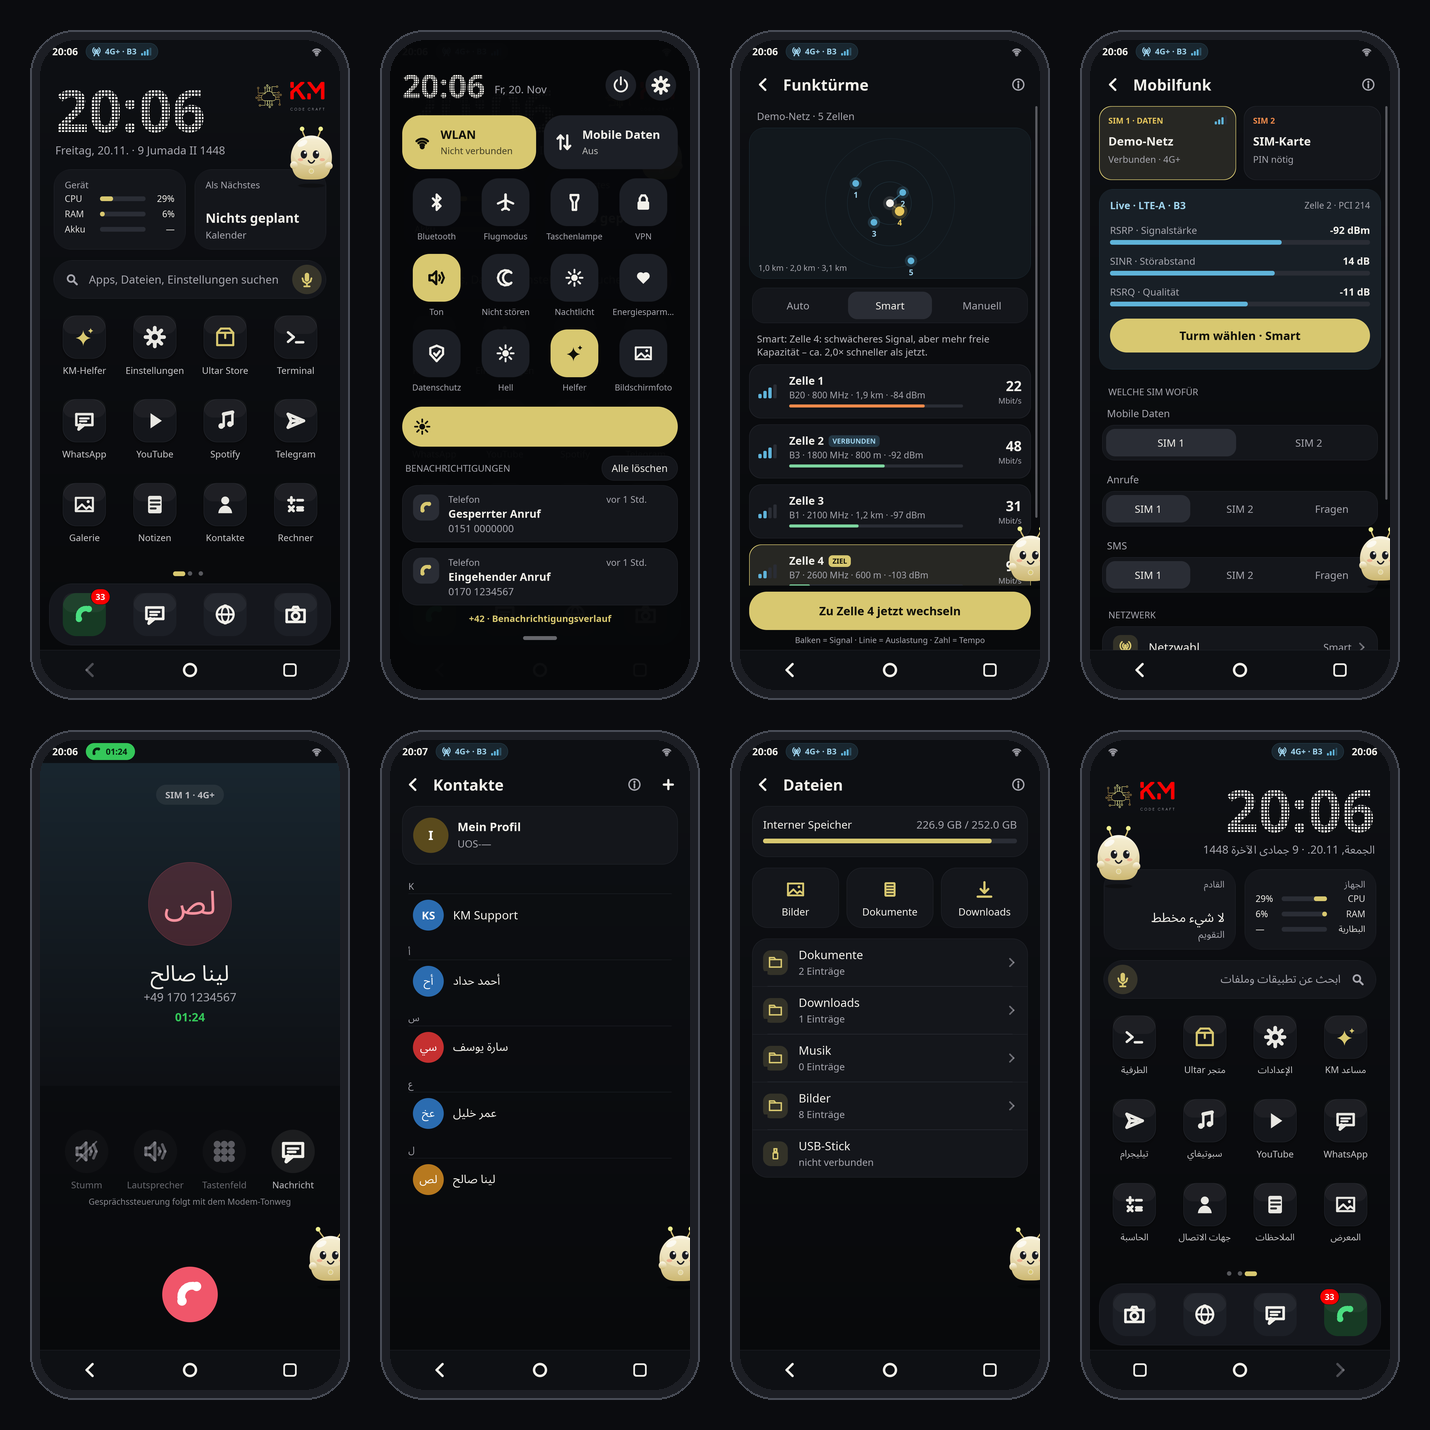 20:06 4G+ · B3
20:06
KM
CODE CRAFT
Freitag, 20.11. · 9 Jumada II 1448
Gerät
CPU 29%
RAM 6%
Akku —
Als Nächstes
Nichts geplant
Kalender
Apps, Dateien, Einstellungen suchen
KM-Helfer Einstellungen Ultar Store Terminal
WhatsApp YouTube Spotify Telegram
Galerie Notizen Kontakte Rechner
33
20:06 Fr, 20. Nov
WLAN
Nicht verbunden
Mobile Daten
Aus
Bluetooth Flugmodus Taschenlampe VPN
Ton Nicht stören Nachtlicht Energiesparm...
Datenschutz Hell Helfer Bildschirmfoto
BENACHRICHTIGUNGEN Alle löschen
Telefon vor 1 Std.
Gesperrter Anruf
0151 0000000
Telefon vor 1 Std.
Eingehender Anruf
0170 1234567
+42 · Benachrichtigungsverlauf
20:06 4G+ · B3
Funktürme
Demo-Netz · 5 Zellen
1
2
3
4
5
1,0 km · 2,0 km · 3,1 km
Auto Smart Manuell
Smart: Zelle 4: schwächeres Signal, aber mehr freie
Kapazität – ca. 2,0× schneller als jetzt.
Zelle 1 22
B20 · 800 MHz · 1,9 km · -84 dBm Mbit/s
Zelle 2 VERBUNDEN 48
B3 · 1800 MHz · 800 m · -92 dBm Mbit/s
Zelle 3 31
B1 · 2100 MHz · 1,2 km · -97 dBm Mbit/s
Zelle 4 ZIEL
B7 · 2600 MHz · 600 m · -103 dBm Mbit/s
Zu Zelle 4 jetzt wechseln
Balken = Signal · Linie = Auslastung · Zahl = Tempo
20:06 4G+ · B3
Mobilfunk
SIM 1 · DATEN
Demo-Netz
Verbunden · 4G+
SIM 2
SIM-Karte
PIN nötig
Live · LTE-A · B3 Zelle 2 · PCI 214
RSRP · Signalstärke -92 dBm
SINR · Störabstand 14 dB
RSRQ · Qualität -11 dB
Turm wählen · Smart
WELCHE SIM WOFÜR
Mobile Daten
SIM 1 SIM 2
Anrufe
SIM 1 SIM 2 Fragen
SMS
SIM 1 SIM 2 Fragen
NETZWERK
Netzwahl Smart
20:06 01:24
SIM 1 · 4G+
لص
لينا صالح
+49 170 1234567
01:24
Stumm Lautsprecher Tastenfeld Nachricht
Gesprächssteuerung folgt mit dem Modem-Tonweg
20:07 4G+ · B3
Kontakte
I
Mein Profil
UOS-—
K
KS KM Support
أ
أح أحمد حداد
س
سي سارة يوسف
ع
عخ عمر خليل
ل
لص لينا صالح
20:06 4G+ · B3
Dateien
Interner Speicher 226.9 GB / 252.0 GB
Bilder Dokumente Downloads
Dokumente
2 Einträge
Downloads
1 Einträge
Musik
0 Einträge
Bilder
8 Einträge
USB-Stick
nicht verbunden
4G+ · B3 20:06
KM
CODE CRAFT
20:06
الجمعة, 20.11. · 9 جمادى الآخرة 1448
الجهاز
CPU 29%
RAM 6%
البطارية —
القادم
لا شيء مخطط
التقويم
ابحث عن تطبيقات وملفات
مساعد KM الإعدادات متجر Ultar الطرفية
WhatsApp YouTube سبوتيفاي تيليجرام
المعرض الملاحظات جهات الاتصال الحاسبة
33